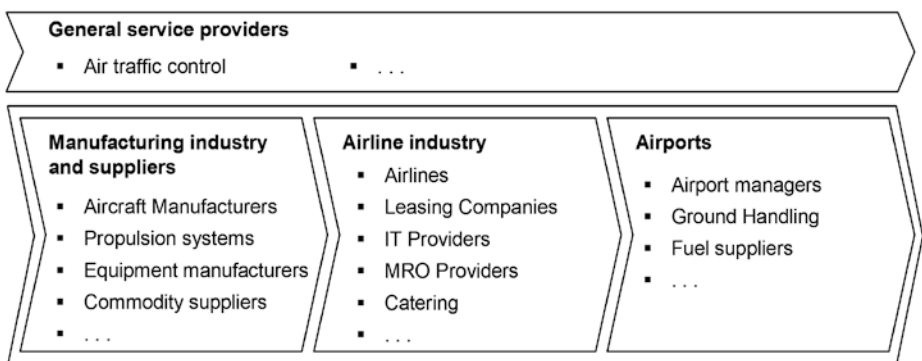 General service providers
▪ Air traffic control ▪ . . .
Manufacturing industry
and suppliers
▪ Aircraft Manufacturers
▪ Propulsion systems
▪ Equipment manufacturers
▪ Commodity suppliers
▪ . . .
Airline industry
▪ Airlines
▪ Leasing Companies
▪ IT Providers
▪ MRO Providers
▪ Catering
▪ . . .
Airports
▪ Airport managers
▪ Ground Handling
▪ Fuel suppliers
▪ . . .